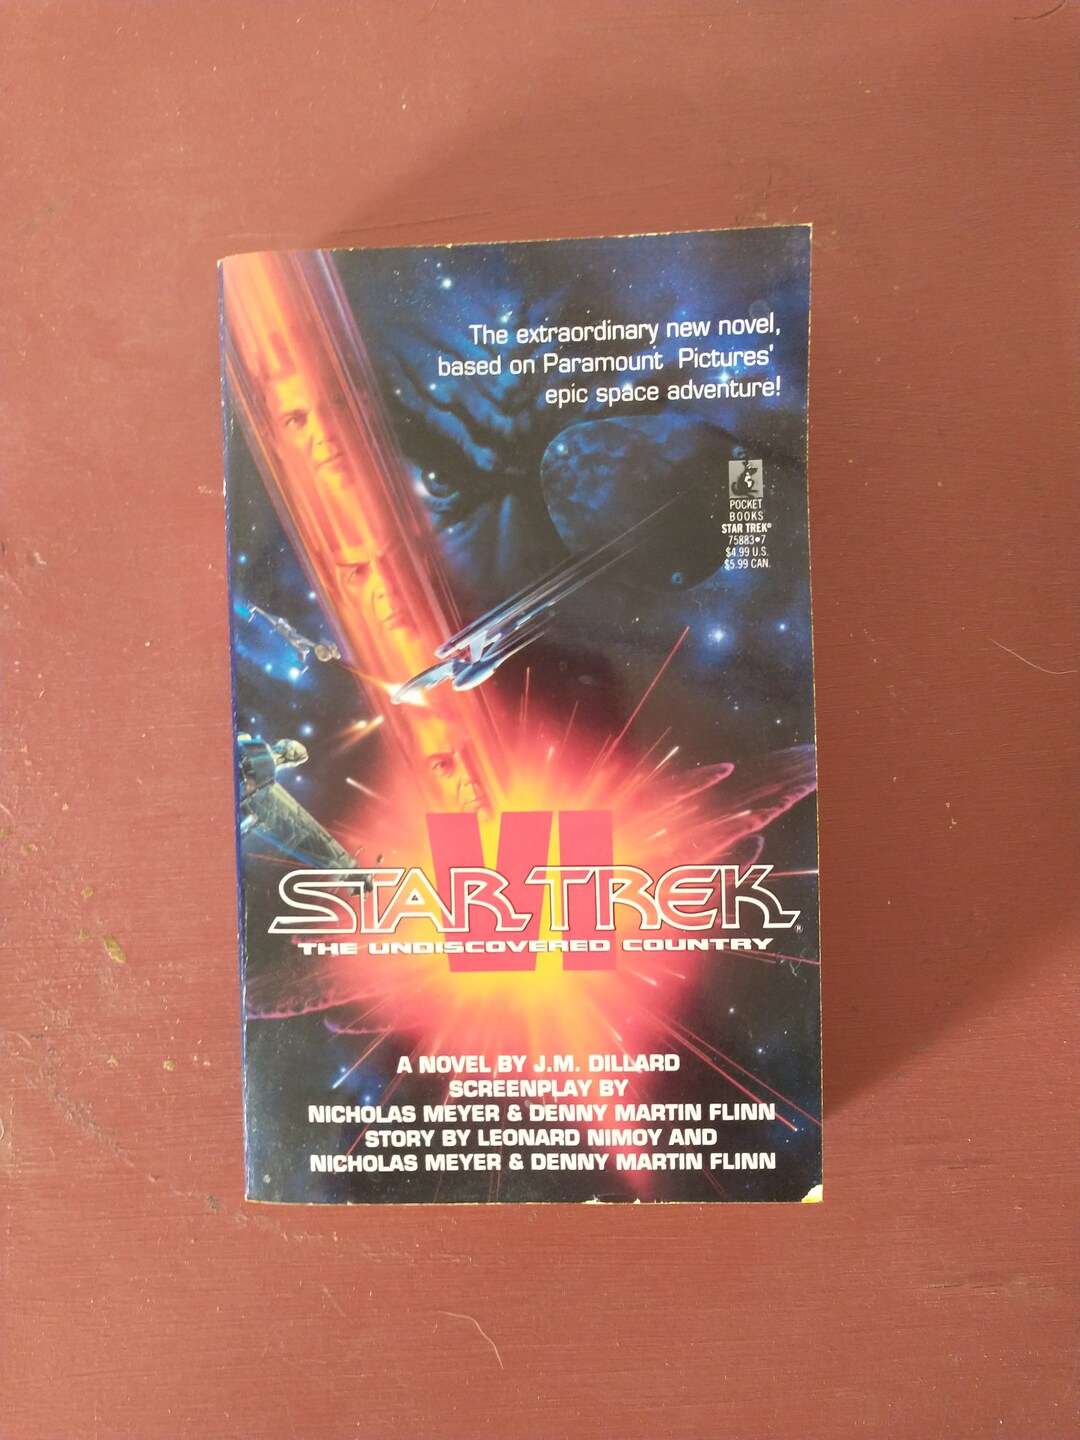 The extraordinary new novel,
based on Paramount Pictures'
epic space adventure!
POCKET
BOOKS
STAR TREK®
75883•7
$4.99 U.S.
$5.99 CAN.
VI
STAR TREK®
THE UNDISCOVERED COUNTRY
A NOVEL BY J.M. DILLARD
SCREENPLAY BY
NICHOLAS MEYER & DENNY MARTIN FLINN
STORY BY LEONARD NIMOY AND
NICHOLAS MEYER & DENNY MARTIN FLINN